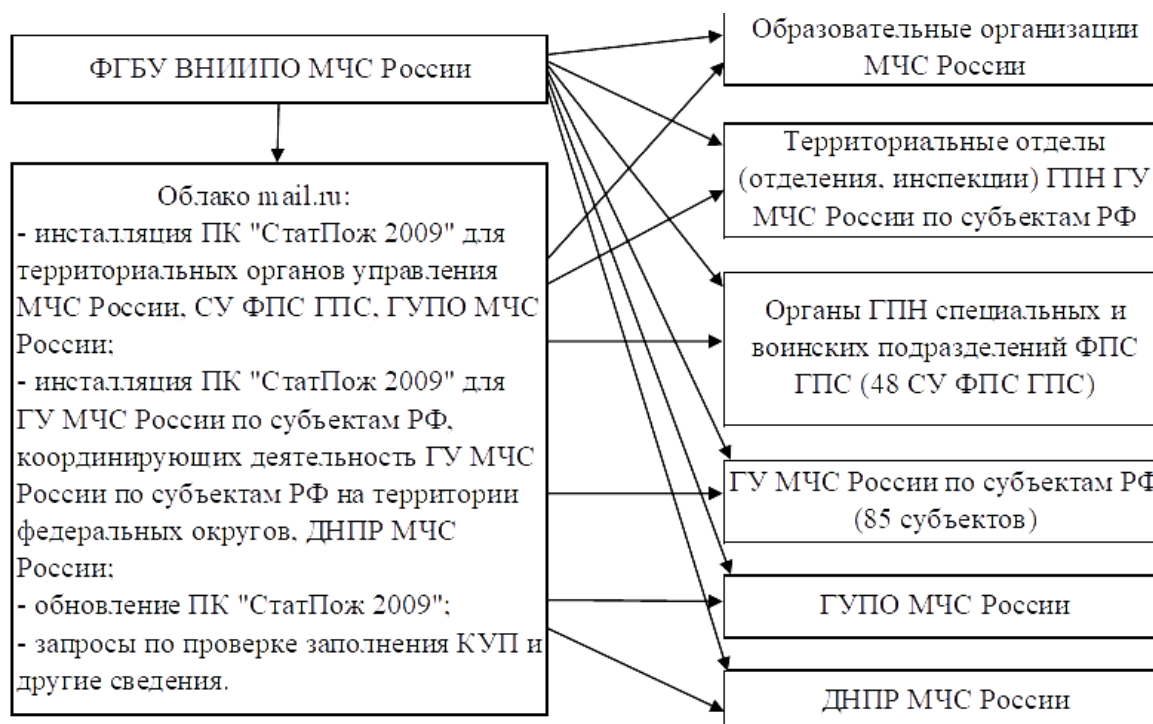 ФГБУ ВНИИПО МЧС России
Облако mail.ru:
- инсталляция ПК "СтатПож 2009" для
территориальных органов управления
МЧС России, СУ ФПС ГПС, ГУПО МЧС
России;
- инсталляция ПК "СтатПож 2009" для
ГУ МЧС России по субъектам РФ,
координирующих деятельность ГУ МЧС
России по субъектам РФ на территории
федеральных округов, ДНПР МЧС
России;
- обновление ПК "СтатПож 2009";
- запросы по проверке заполнения КУП и
другие сведения.
Образовательные организации
МЧС России
Территориальные отделы
(отделения, инспекции) ГПН ГУ
МЧС России по субъектам РФ
Органы ГПН специальных и
воинских подразделений ФПС
ГПС (48 СУ ФПС ГПС)
ГУ МЧС России по субъектам РФ
(85 субъектов)
ГУПО МЧС России
ДНПР МЧС России